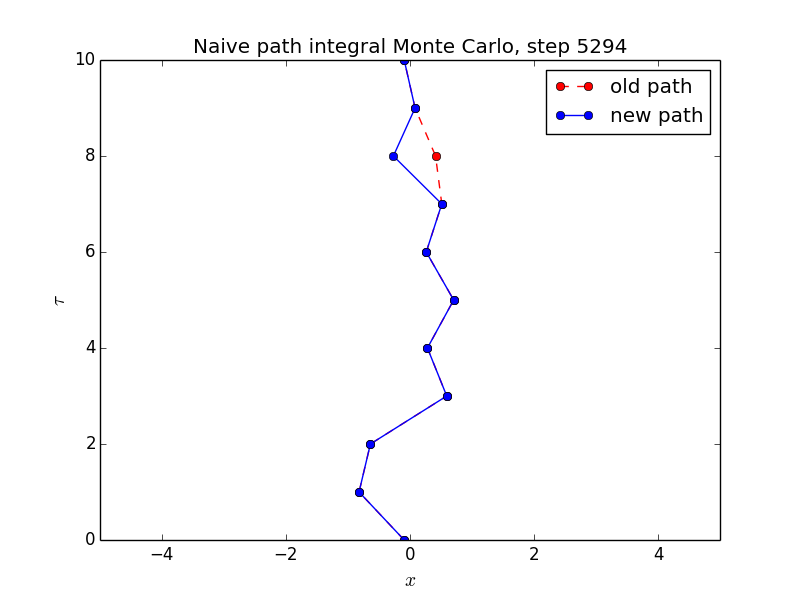 Naive path integral Monte Carlo, step 5294
old path
new path
10
8
6
4
2
0
τ
−4 −2 0 2 4
x